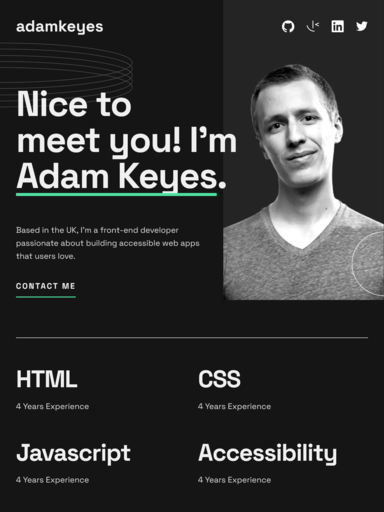 adamkeyes
Nice to
meet you! I'm
Adam Keyes.
Based in the UK, I'm a front-end developer
passionate about building accessible web apps
that users love.
CONTACT ME
HTML
CSS
4 Years Experience
4 Years Experience
Javascript
Accessibility
4 Years Experience
4 Years Experience